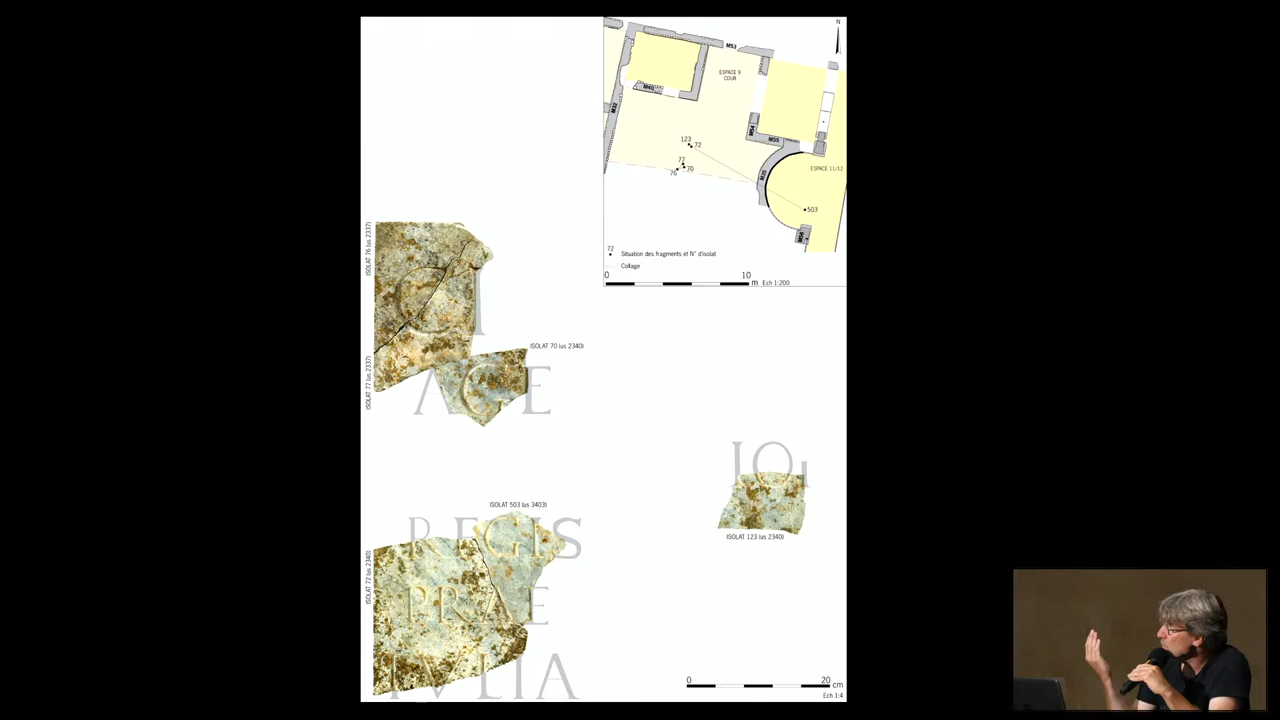 N
M53
ESPACE 9
COUR
M40
M32
M54
M55
123
72
77
70
76
M35
ESPACE 11/12
503
72
Situation des fragments et N° d'isolat
Collage
0
10
m
Ech 1:200
ISOLAT 76 (us 2337)
CI
ISOLAT 77 (us 2337)
ISOLAT 70 (us 2340)
AGE
IO
ISOLAT 123 (us 2340)
ISOLAT 503 (us 3403)
REGIS
ISOLAT 72 (us 2340)
PRAE
IVLIA
0
20
cm
Ech 1:4